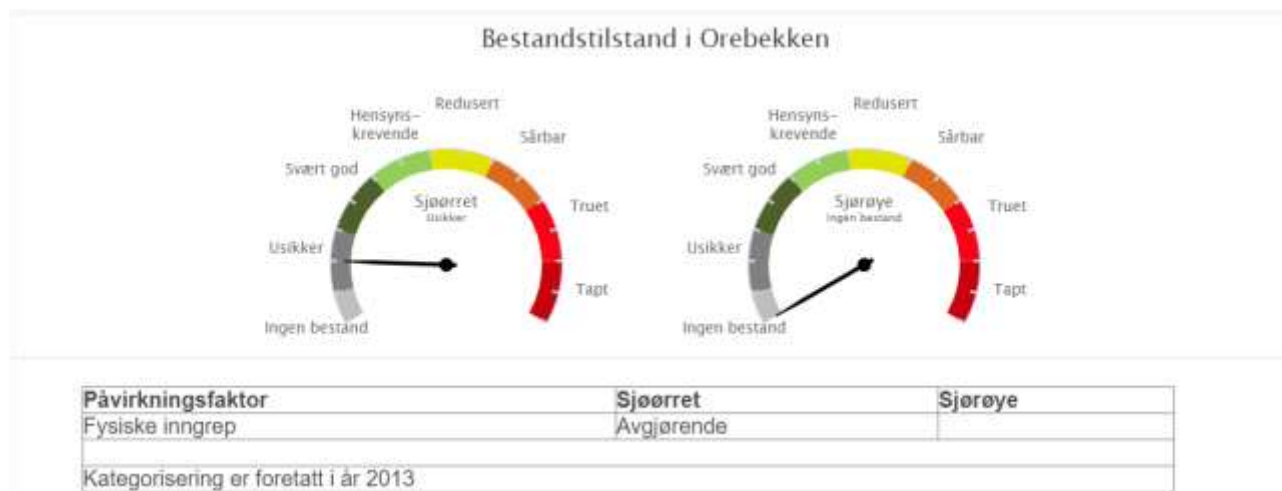 Bestandstilstand i Orebekken
Redusert
Hensyns-
krevende
Sårbar
Svært god
Sjøørret
Usikker
Truet
Usikker
Tapt
Ingen bestand
Redusert
Hensyns-
krevende
Sårbar
Svært god
Sjørøye
Ingen bestand
Truet
Usikker
Tapt
Ingen bestand
Påvirkningsfaktor Sjøørret Sjørøye
Fysiske inngrep Avgjørende
Kategorisering er foretatt i år 2013